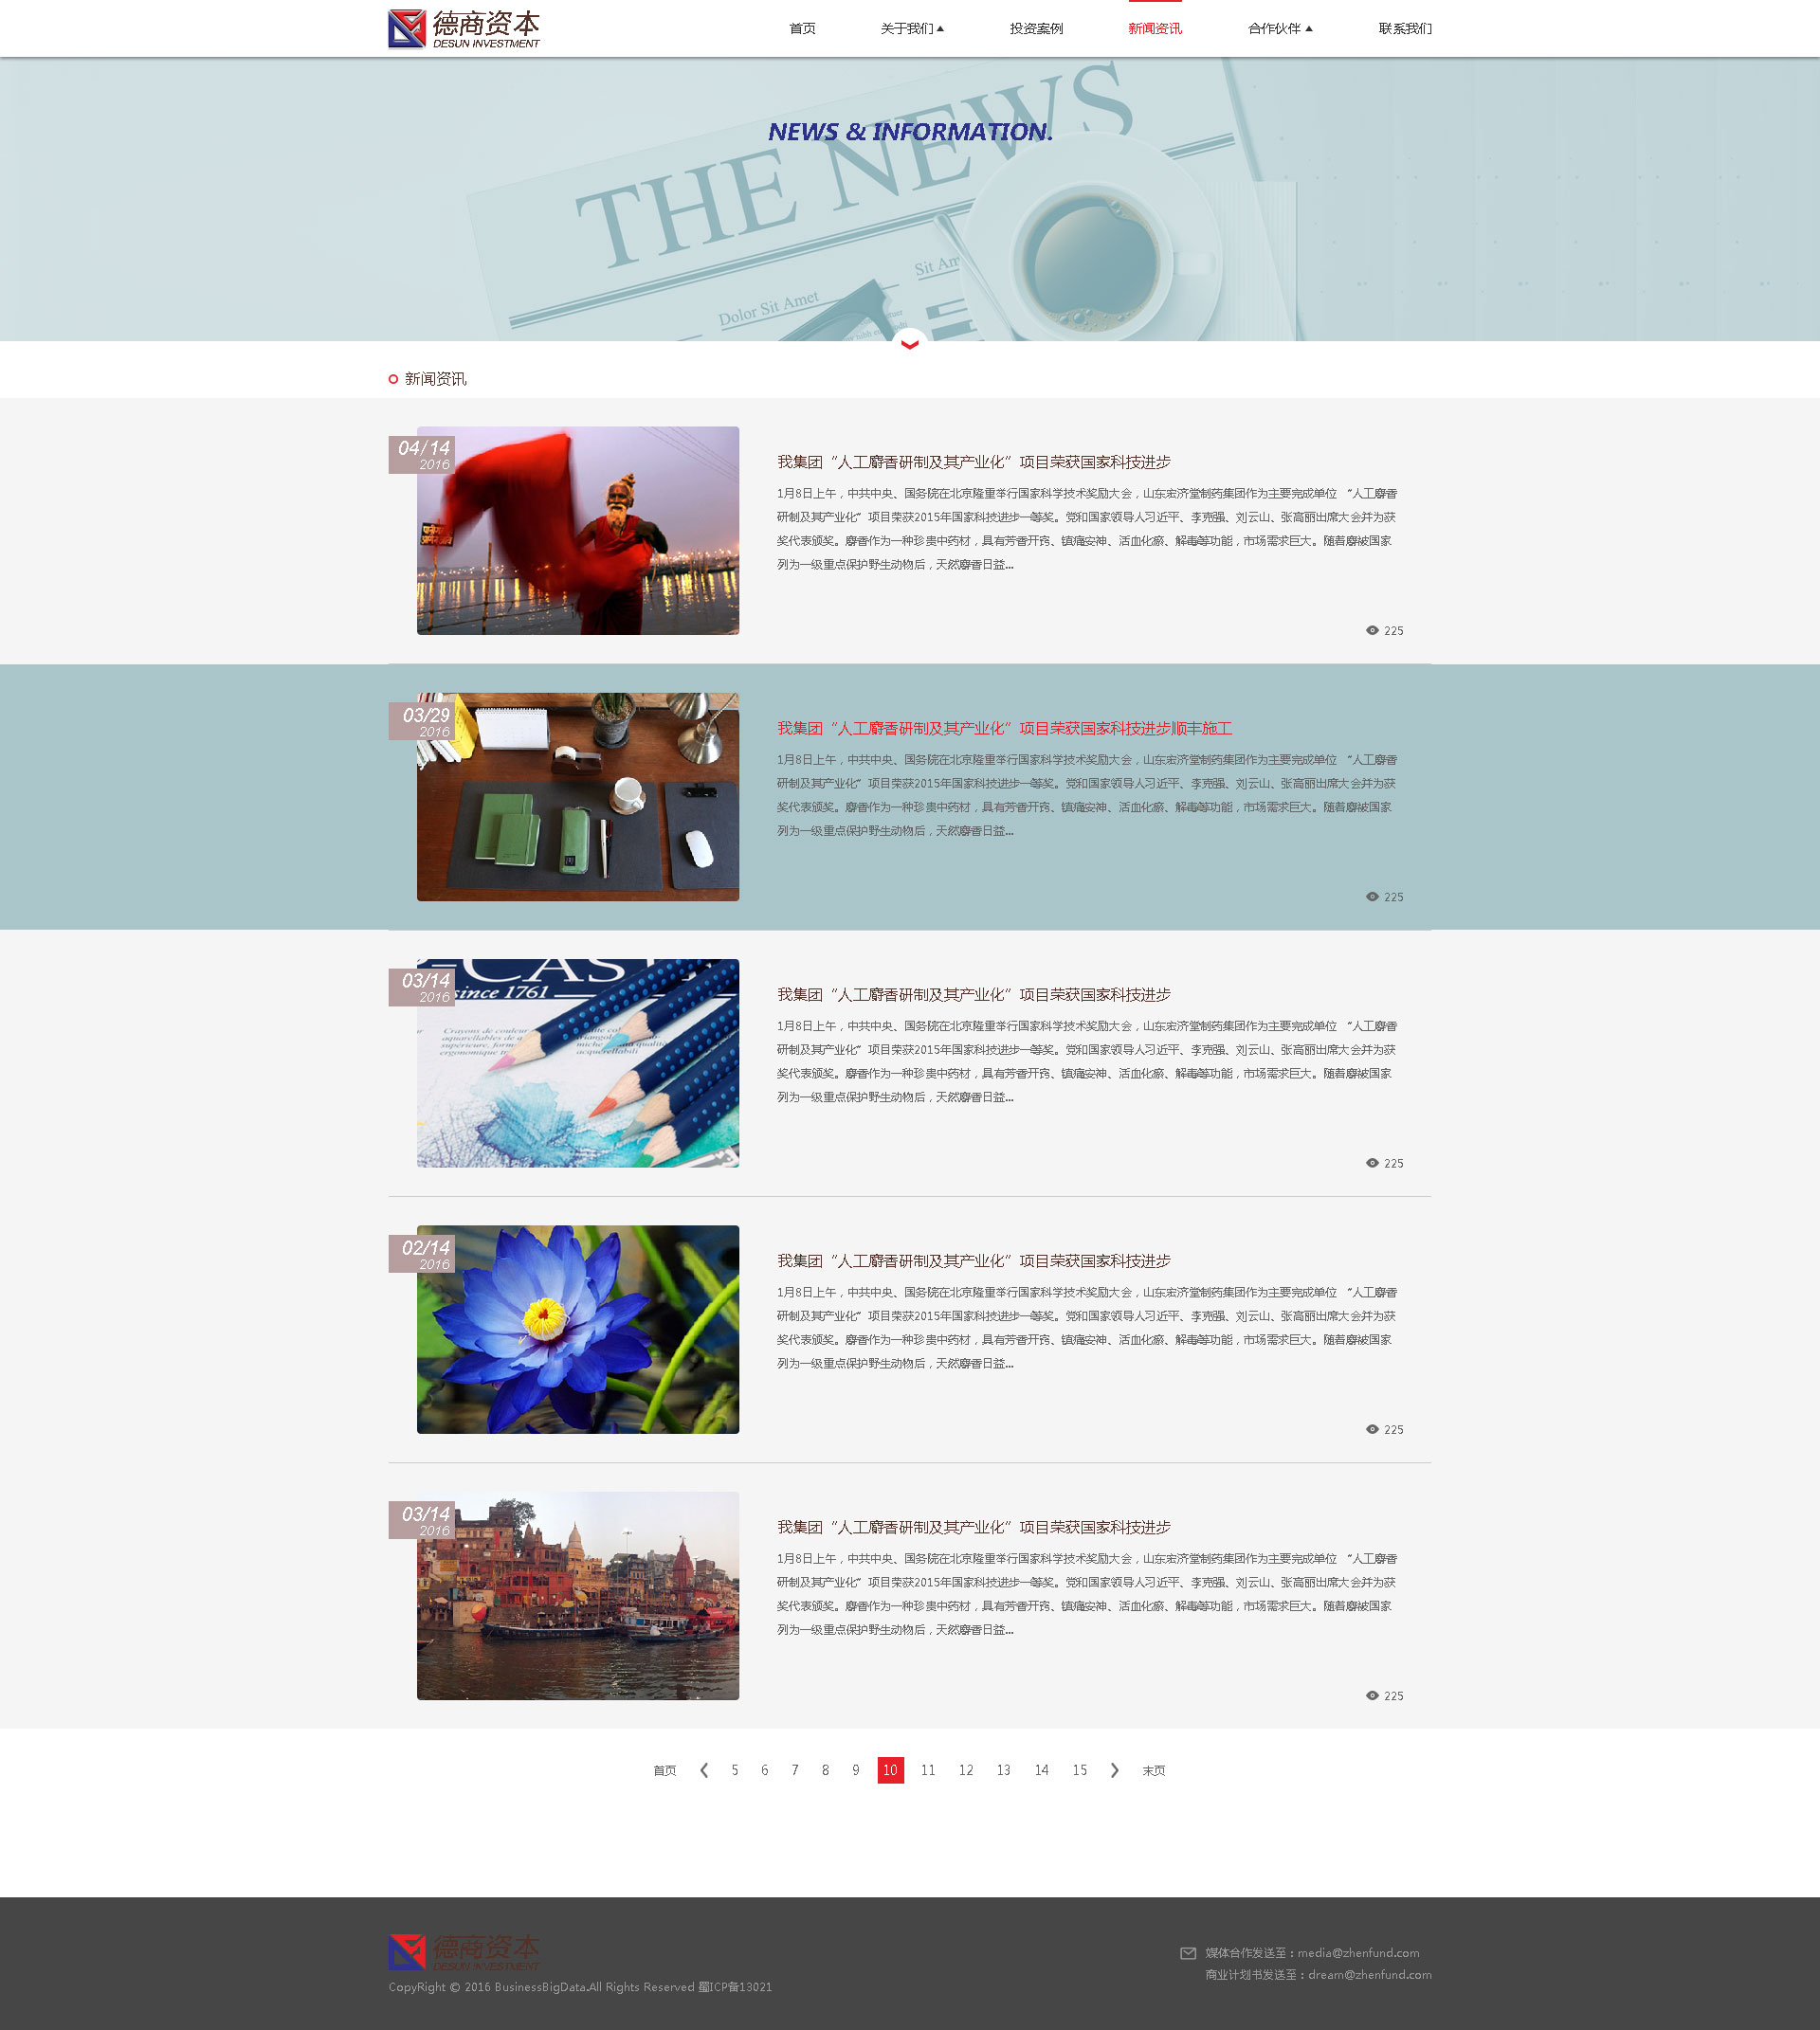 德商资本
DESUN INVESTMENT
首页 关于我们 投资案例 新闻资讯 合作伙伴 联系我们
NEWS & INFORMATION.
THE NEWS
Sit Am
Dolor Sit Amet
新闻资讯
04/14
2016
我集团“人工麝香研制及其产业化”项目荣获国家科技进步
1月8日上午，中共中央、国务院在北京隆重举行国家科学技术奖励大会，山东宏济堂制药集团作为主要完成单位 “人工麝香
研制及其产业化”项目荣获2015年国家科技进步一等奖。党和国家领导人习近平、李克强、刘云山、张高丽出席大会并为获
奖代表颁奖。麝香作为一种珍贵中药材，具有芳香开窍、镇痛安神、活血化瘀、解毒等功能，市场需求巨大。随着麝被国家
列为一级重点保护野生动物后，天然麝香日益...
225
03/29
2016
我集团“人工麝香研制及其产业化”项目荣获国家科技进步顺丰施工
1月8日上午，中共中央、国务院在北京隆重举行国家科学技术奖励大会，山东宏济堂制药集团作为主要完成单位 “人工麝香
研制及其产业化”项目荣获2015年国家科技进步一等奖。党和国家领导人习近平、李克强、刘云山、张高丽出席大会并为获
奖代表颁奖。麝香作为一种珍贵中药材，具有芳香开窍、镇痛安神、活血化瘀、解毒等功能，市场需求巨大。随着麝被国家
列为一级重点保护野生动物后，天然麝香日益...
225
03/14
2016
P-CAS
since 1761
我集团“人工麝香研制及其产业化”项目荣获国家科技进步
1月8日上午，中共中央、国务院在北京隆重举行国家科学技术奖励大会，山东宏济堂制药集团作为主要完成单位 “人工麝香
研制及其产业化”项目荣获2015年国家科技进步一等奖。党和国家领导人习近平、李克强、刘云山、张高丽出席大会并为获
奖代表颁奖。麝香作为一种珍贵中药材，具有芳香开窍、镇痛安神、活血化瘀、解毒等功能，市场需求巨大。随着麝被国家
列为一级重点保护野生动物后，天然麝香日益...
225
02/14
2016
我集团“人工麝香研制及其产业化”项目荣获国家科技进步
1月8日上午，中共中央、国务院在北京隆重举行国家科学技术奖励大会，山东宏济堂制药集团作为主要完成单位 “人工麝香
研制及其产业化”项目荣获2015年国家科技进步一等奖。党和国家领导人习近平、李克强、刘云山、张高丽出席大会并为获
奖代表颁奖。麝香作为一种珍贵中药材，具有芳香开窍、镇痛安神、活血化瘀、解毒等功能，市场需求巨大。随着麝被国家
列为一级重点保护野生动物后，天然麝香日益...
225
03/14
2016
我集团“人工麝香研制及其产业化”项目荣获国家科技进步
1月8日上午，中共中央、国务院在北京隆重举行国家科学技术奖励大会，山东宏济堂制药集团作为主要完成单位 “人工麝香
研制及其产业化”项目荣获2015年国家科技进步一等奖。党和国家领导人习近平、李克强、刘云山、张高丽出席大会并为获
奖代表颁奖。麝香作为一种珍贵中药材，具有芳香开窍、镇痛安神、活血化瘀、解毒等功能，市场需求巨大。随着麝被国家
列为一级重点保护野生动物后，天然麝香日益...
225
首页 5 6 7 8 9 10 11 12 13 14 15 末页
德商资本
DESUN INVESTMENT
CopyRight © 2016 BusinessBigData.All Rights Reserved 蜀ICP备13021
媒体合作发送至：media@zhenfund.com
商业计划书发送至：dream@zhenfund.com